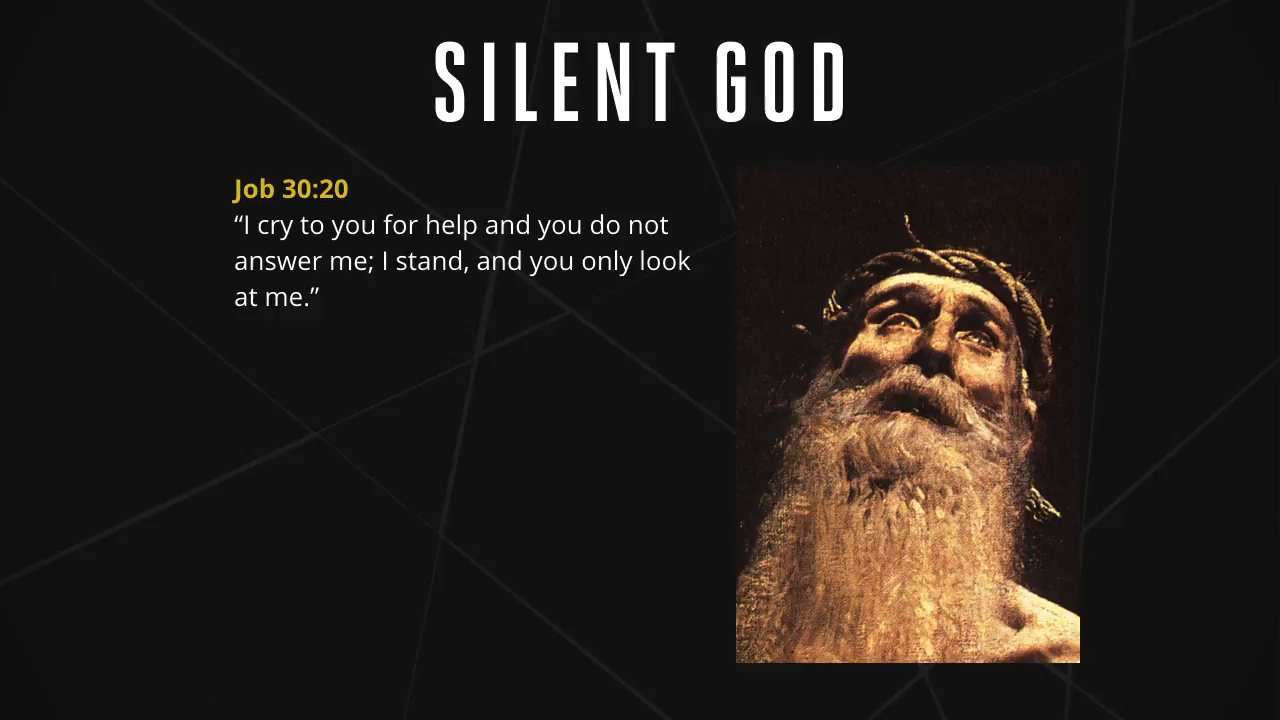 SILENT GOD
Job 30:20
“I cry to you for help and you do not
answer me; I stand, and you only look
at me.”